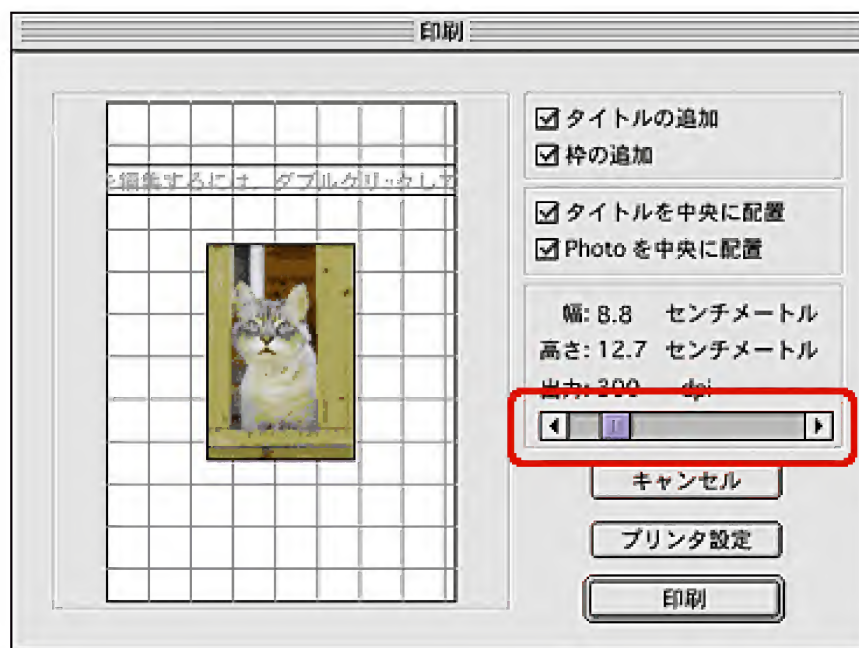 印刷
を編集するには、ダブルクリックして
タイトルの追加
枠の追加
タイトルを中央に配置
Photo を中央に配置
幅: 8.8 センチメートル
高さ: 12.7 センチメートル
出力: 300 dpi
キャンセル
プリンタ設定
印刷